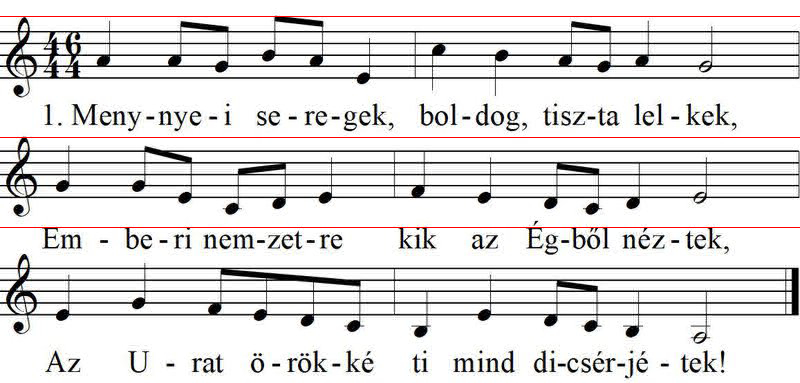 4 6
4 4
1. Meny-nye-i se-re-gek, bol-dog, tisz-ta lel-kek,
Em-be-ri nem-zet-re kik az Ég-ből néz-tek,
Az U-rat ö-rök-ké ti mind di-csér-jé-tek!